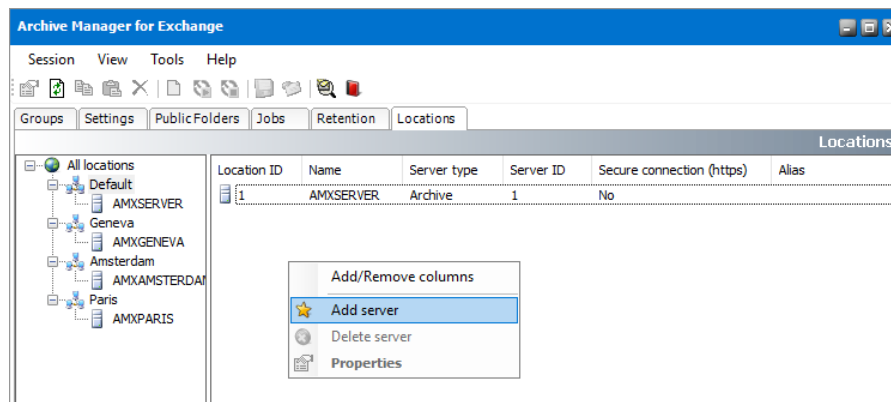 Archive Manager for Exchange
Session View Tools Help
Groups Settings Public Folders Jobs Retention Locations
Locations
All locations
Default
AMXSERVER
Geneva
AMXGENEVA
Amsterdam
AMXAMSTERDAM
Paris
AMXPARIS
Location ID Name Server type Server ID Secure connection (https) Alias
1 AMXSERVER Archive 1 No
Add/Remove columns
Add server
Delete server
Properties